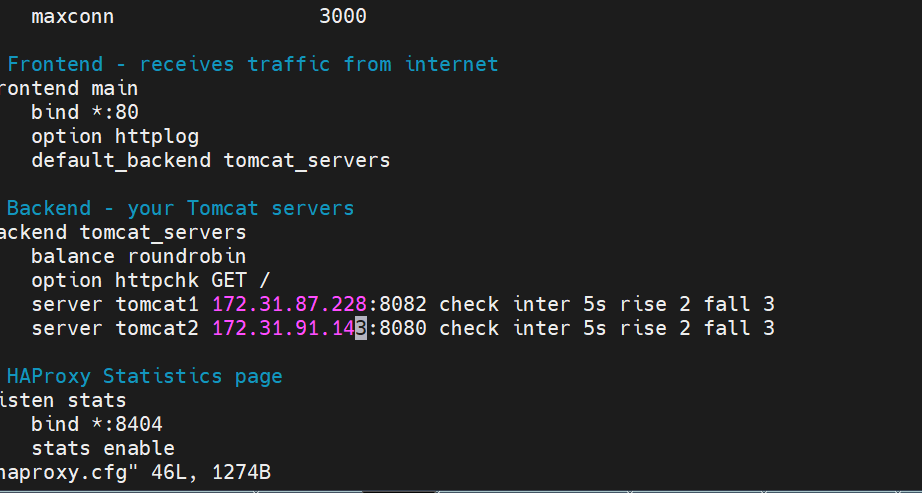 maxconn                 3000
Frontend - receives traffic from internet
rontend main
bind *:80
option httplog
default_backend tomcat_servers
Backend - your Tomcat servers
ackend tomcat_servers
balance roundrobin
option httpchk GET /
server tomcat1 172.31.87.228:8082 check inter 5s rise 2 fall 3
server tomcat2 172.31.91.143:8080 check inter 5s rise 2 fall 3
HAProxy Statistics page
isten stats
bind *:8404
stats enable
haproxy.cfg" 46L, 1274B